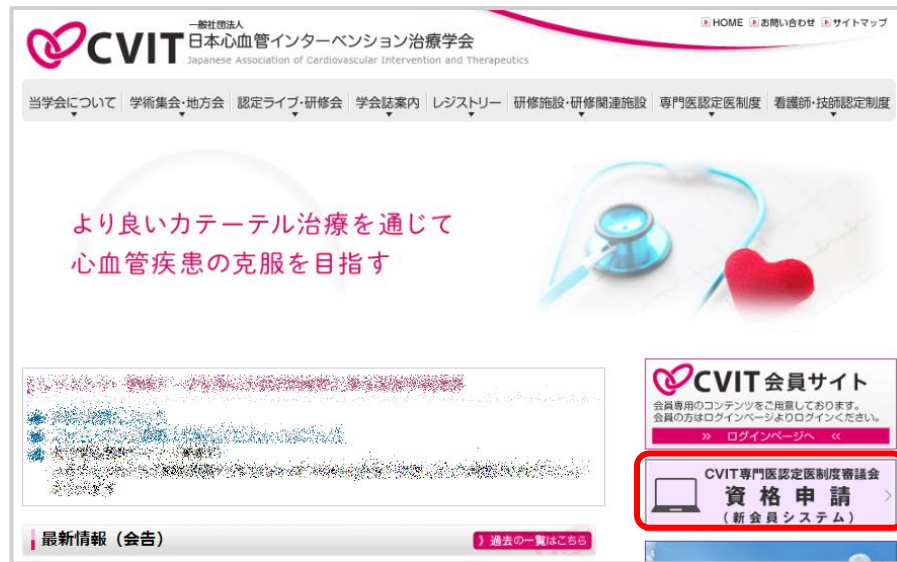 CVIT
一般社団法人
日本心血管インターベンション治療学会
Japanese Association of Cardiovascular Intervention and Therapeutics
HOME お問い合わせ サイトマップ
当学会について 学術集会・地方会 認定ライブ・研修会 学会誌案内 レジストリー 研修施設・研修関連施設 専門医認定医制度 看護師・技師認定制度
より良いカテーテル治療を通じて
心血管疾患の克服を目指す
CVIT 会員サイト
会員専用のコンテンツをご用意しております。
会員の方はログインページよりログインください。
» ログインページへ «
CVIT専門医認定医制度審議会
資格申請
(新会員システム)
最新情報（会告）
》過去の一覧はこちら